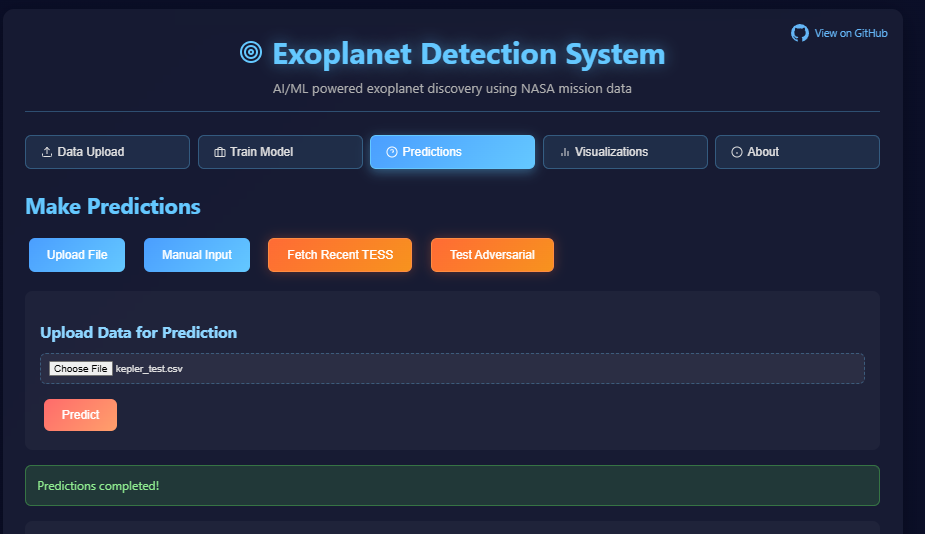 View on GitHub
Exoplanet Detection System
AI/ML powered exoplanet discovery using NASA mission data
Data Upload
Train Model
Predictions
Visualizations
About
Make Predictions
Upload File
Manual Input
Fetch Recent TESS
Test Adversarial
Upload Data for Prediction
Choose File kepler_test.csv
Predict
Predictions completed!